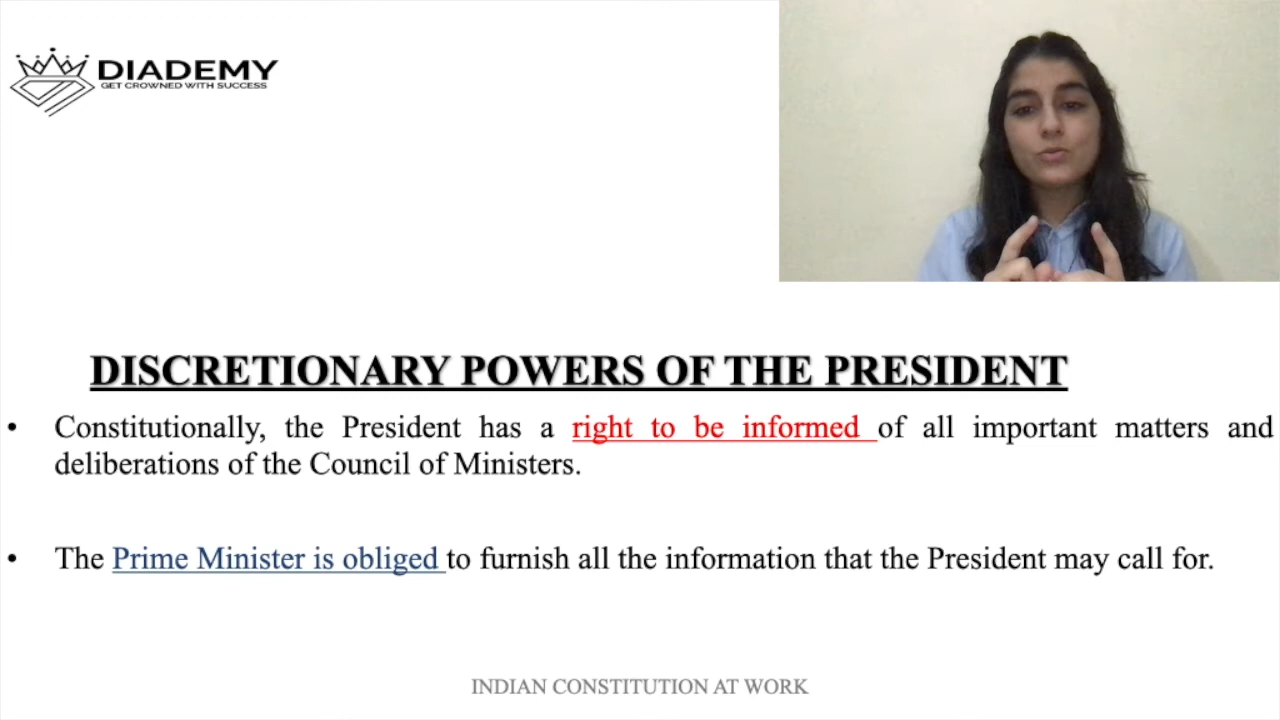 DIADEMY
GET CROWNED WITH SUCCESS
DISCRETIONARY POWERS OF THE PRESIDENT
• Constitutionally, the President has a right to be informed of all important matters and
deliberations of the Council of Ministers.
• The Prime Minister is obliged to furnish all the information that the President may call for.
INDIAN CONSTITUTION AT WORK